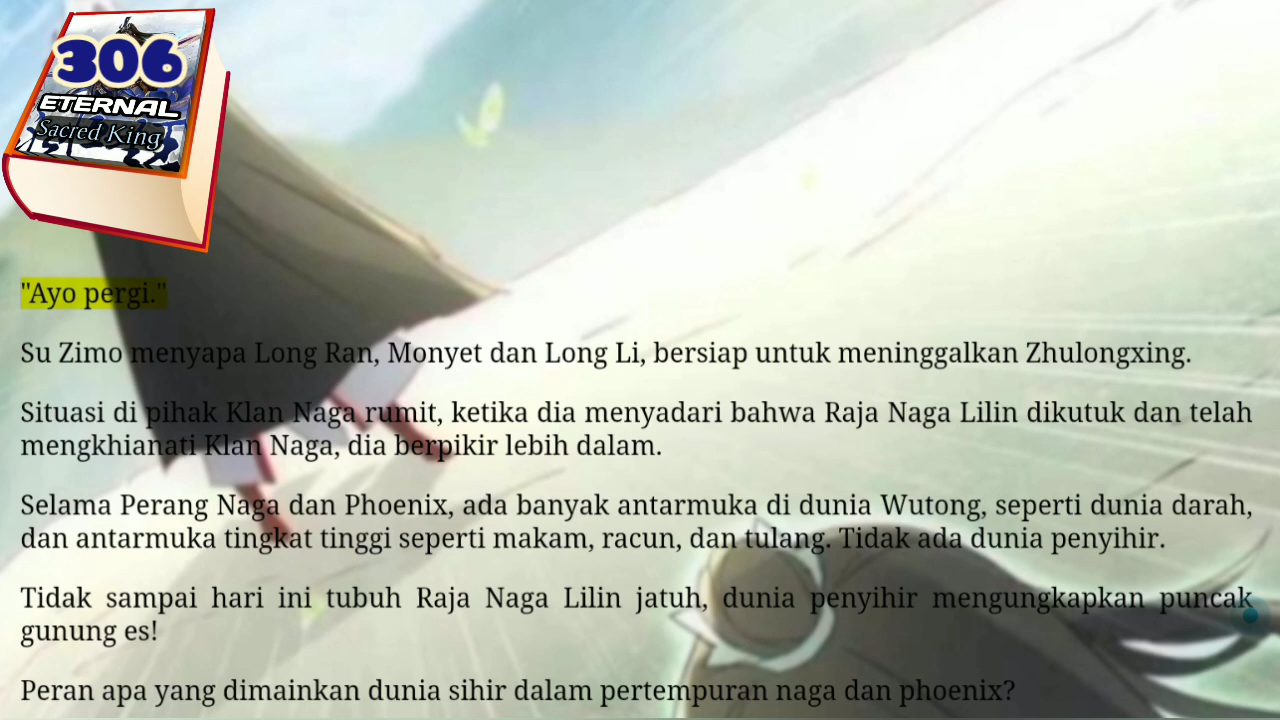 306
ETERNAL
Sacred King
"Ayo pergi."
Su Zimo menyapa Long Ran, Monyet dan Long Li, bersiap untuk meninggalkan Zhulongxing.
Situasi di pihak Klan Naga rumit, ketika dia menyadari bahwa Raja Naga Lilin dikutuk dan telah
mengkhianati Klan Naga, dia berpikir lebih dalam.
Selama Perang Naga dan Phoenix, ada banyak antarmuka di dunia Wutong, seperti dunia darah,
dan antarmuka tingkat tinggi seperti makam, racun, dan tulang. Tidak ada dunia penyihir.
Tidak sampai hari ini tubuh Raja Naga Lilin jatuh, dunia penyihir mengungkapkan puncak
gunung es!
Peran apa yang dimainkan dunia sihir dalam pertempuran naga dan phoenix?